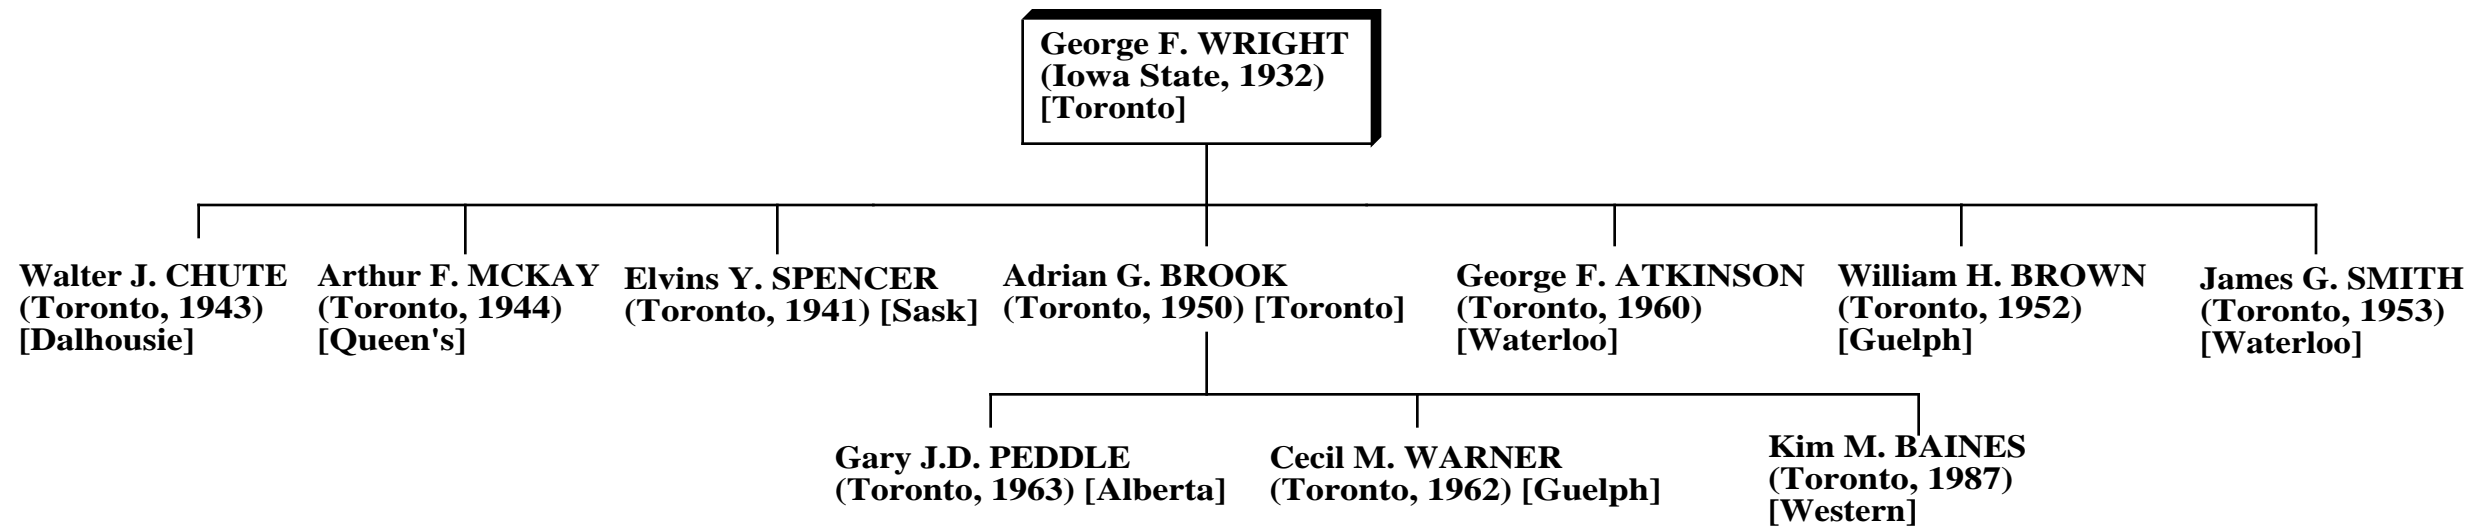 George F. WRIGHT
(Iowa State, 1932)
[Toronto]
Walter J. CHUTE
(Toronto, 1943)
[Dalhousie]
Arthur F. MCKAY
(Toronto, 1944)
[Queen's]
Elvins Y. SPENCER
(Toronto, 1941) [Sask]
Adrian G. BROOK
(Toronto, 1950) [Toronto]
George F. ATKINSON
(Toronto, 1960)
[Waterloo]
William H. BROWN
(Toronto, 1952)
[Guelph]
James G. SMITH
(Toronto, 1953)
[Waterloo]
Gary J.D. PEDDLE
(Toronto, 1963) [Alberta]
Cecil M. WARNER
(Toronto, 1962) [Guelph]
Kim M. BAINES
(Toronto, 1987)
[Western]